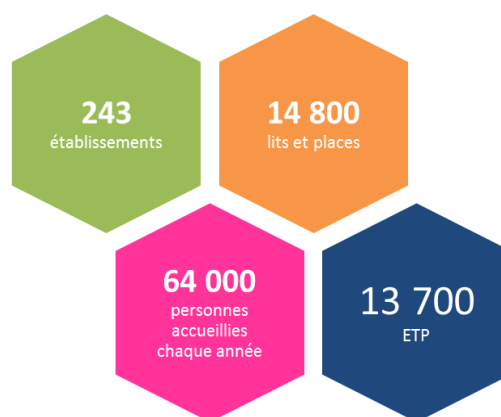 243
établissements
14 800
lits et places
64 000
personnes
accueillies
chaque année
13 700
ETP